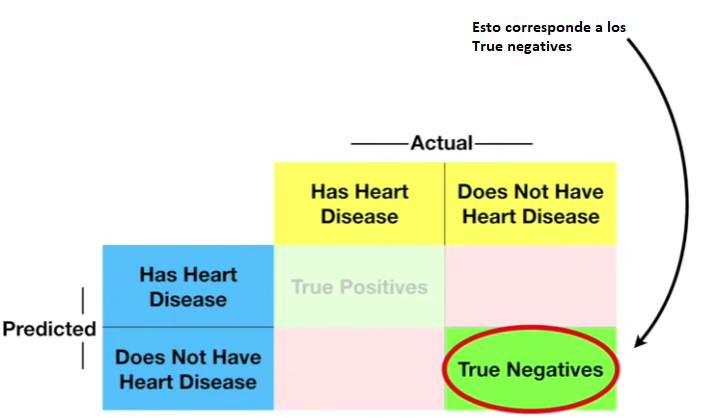 Esto corresponde a los
True negatives
Actual
Has Heart
Disease
Does Not Have
Heart Disease
Predicted
Has Heart
Disease
True Positives
Does Not Have
Heart Disease
True Negatives